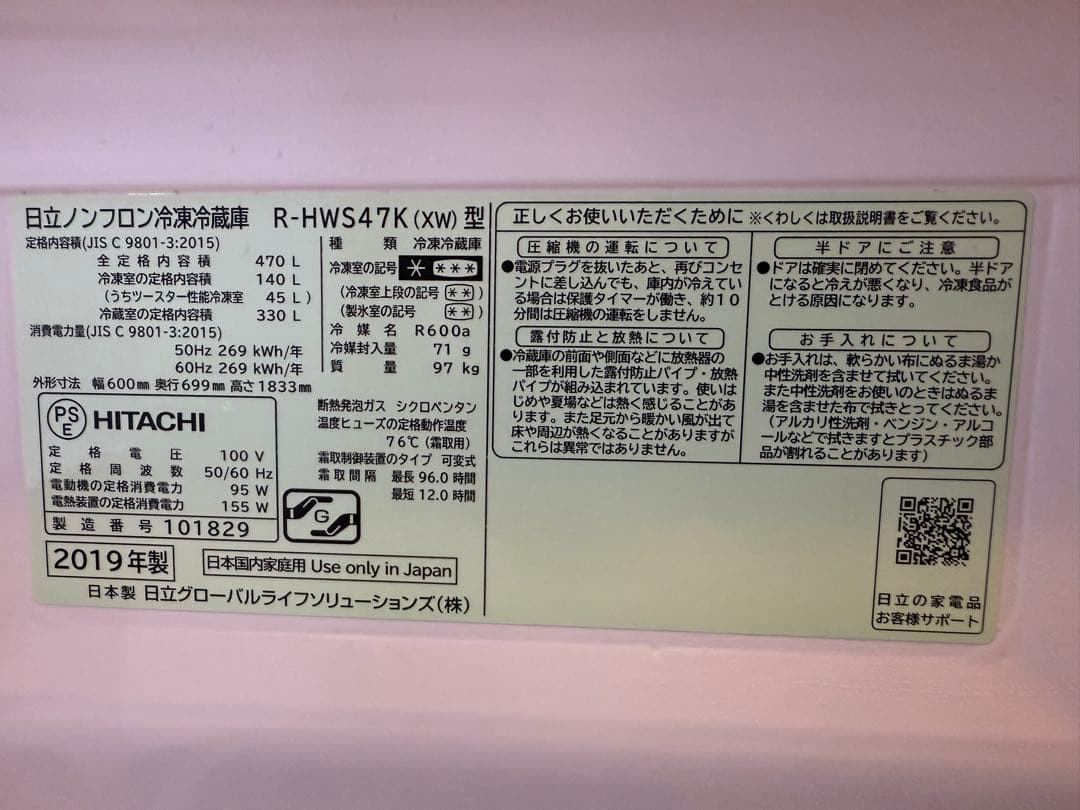 日立ノンフロン冷凍冷蔵庫 R-HWS47K (XW) 型
定格内容積(JIS C 9801-3:2015)
全定格内容積 470 L
冷凍室の定格内容積 140 L
(うちツースター性能冷凍室 45 L)
冷蔵室の定格内容積 330 L
消費電力量(JIS C 9801-3:2015)
50Hz 269 kWh/年
60Hz 269 kWh/年
外形寸法 幅600mm 奥行699mm 高さ1833mm
種類 冷凍冷蔵庫
冷凍室の記号 * ***
(冷凍室上段の記号 **)
(製氷室の記号 **)
冷媒名 R600a
冷媒封入量 71 g
質量 97 kg
PSE HITACHI
定格電圧 100 V
定格周波数 50/60 Hz
電動機の定格消費電力 95 W
電熱装置の定格消費電力 155 W
製造番号 101829
断熱発泡ガス シクロペンタン
温度ヒューズの定格動作温度
76℃(霜取用)
霜取制御装置のタイプ 可変式
霜取間隔 最長 96.0 時間
最短 12.0 時間
G
2019年製
日本国内家庭用 Use only in Japan
日本製 日立グローバルライフソリューションズ(株)
正しくお使いいただくために ※くわしくは取扱説明書をご覧ください。
圧縮機の運転について
●電源プラグを抜いたあと、再びコンセ
ントに差し込んでも、庫内が冷えてい
る場合は保護タイマーが働き、約10
分間は圧縮機の運転をしません。
露付防止と放熱について
●冷蔵庫の前面や側面などに放熱器の
一部を利用した露付防止パイプ・放熱
パイプが組み込まれています。使いは
じめや夏場などは熱く感じることがあ
ります。また足元から暖かい風が出て
床や周辺が熱くなることがありますが
これらは異常ではありません。
半ドアにご注意
●ドアは確実に閉めてください。半ドア
になると冷えが悪くなり、冷凍食品が
とける原因になります。
お手入れについて
●お手入れは、軟らかい布にぬるま湯か
中性洗剤を含ませて拭いてください。
また中性洗剤をお使いのときはぬるま
湯を含ませた布で拭きとってください。
(アルカリ性洗剤・ベンジン・アルコ
ールなどで拭きますとプラスチック部
品が割れることがあります)
日立の家電品
お客様サポート